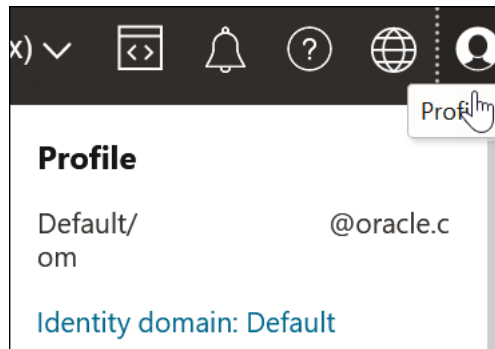 x)
Profi
Profile
Default/ @oracle.c
om
Identity domain: Default